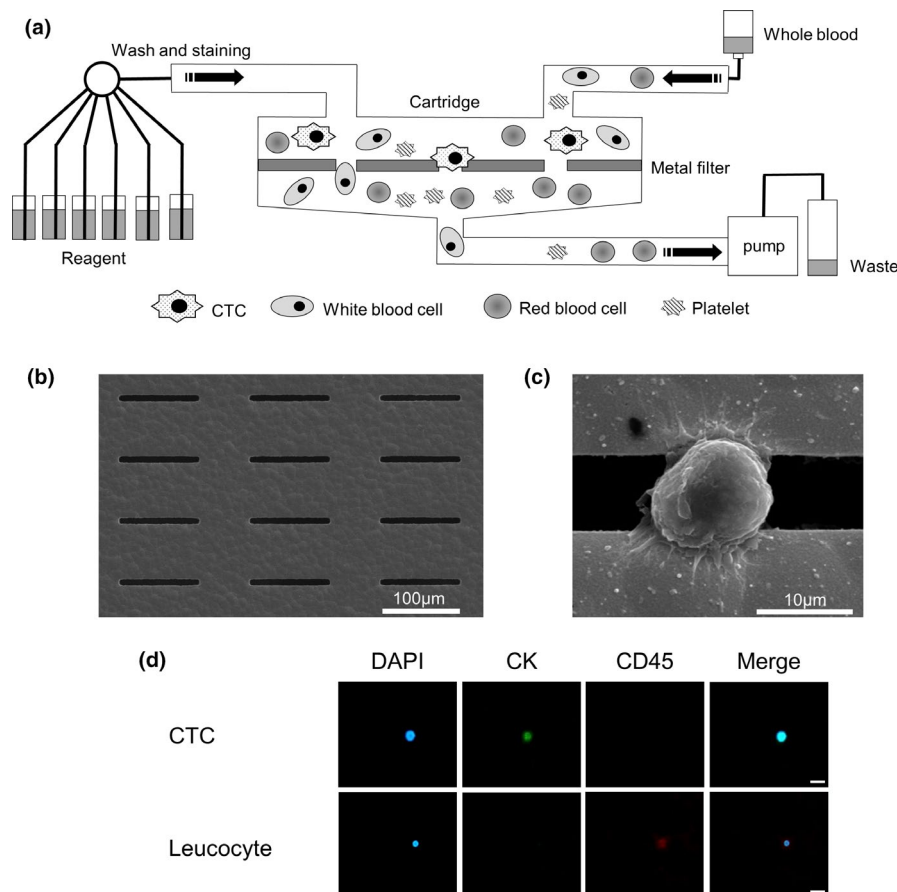 (a)
Wash and staining
Whole blood
Cartridge
Metal filter
pump
Reagent
Waste
CTC
White blood cell
Red blood cell
Platelet
(b)
(c)
100μm
10μm
(d)
DAPI CK CD45 Merge
CTC
Leucocyte